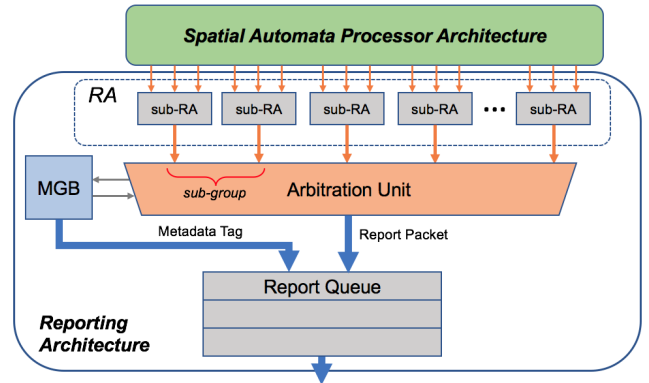 Spatial Automata Processor Architecture
RA
sub-RA sub-RA sub-RA sub-RA ••• sub-RA
MGB
sub-group
Arbitration Unit
Metadata Tag
Report Packet
Report Queue
Reporting
Architecture